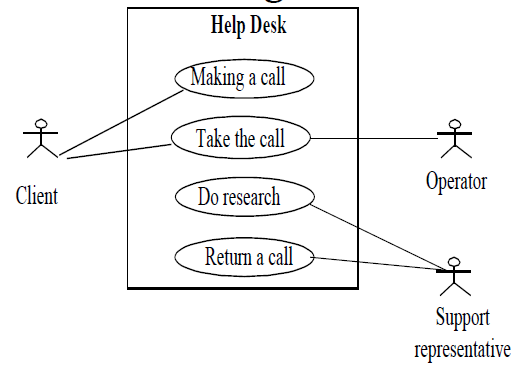 Help Desk
Making a call
Take the call
Client
Operator
Do research
Return a call
Support
representative